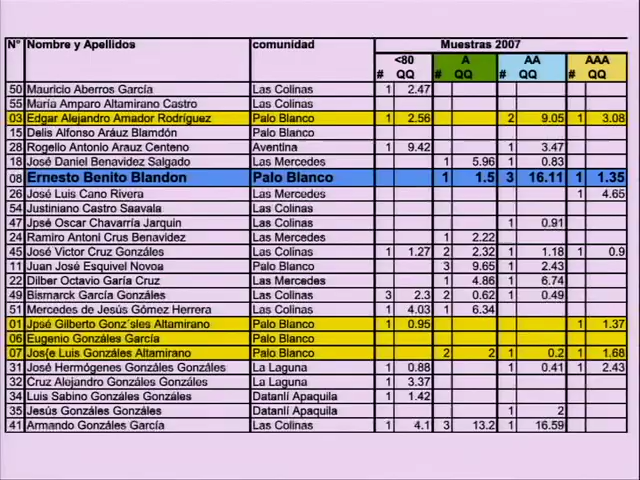 N° Nombre y Apellidos comunidad Muestras 2007
<80 A AA AAA
# QQ # QQ # QQ # QQ
50 Mauricio Aberros García Las Colinas 1 2.47
55 María Amparo Altamirano Castro Las Colinas
03 Edgar Alejandro Amador Rodríguez Palo Blanco 1 2.56 2 9.05 1 3.08
15 Delis Alfonso Aráuz Blamdón Palo Blanco
28 Rogello Antonio Arauz Centeno Aventina 1 9.42 1 3.47
18 José Daniel Benavidez Salgado Las Mercedes 1 5.96 1 0.83
08 Ernesto Benito Blandon Palo Blanco 1 1.5 3 16.11 1 1.35
26 José Luis Cano Rivera Las Mercedes 1 4.65
54 Justiniano Castro Saavala Las Colinas
47 Jpsé Oscar Chavarría Jarquin Las Colinas 1 0.91
24 Ramiro Antoni Crus Benavidez Las Mercedes 1 2.22
45 José Victor Cruz Gonzáles Las Colinas 1 1.27 2 2.32 1 1.18 1 0.9
11 Juan José Esquivel Novoa Palo Blanco 3 9.65 1 2.43
22 Dilber Octavio Garía Cruz Las Mercedes 1 4.86 1 6.74
49 Bismarck García Gonzáles Las Colinas 3 2.3 2 0.62 1 0.49
51 Mercedes de Jesús Gómez Herrera Las Colinas 1 4.03 1 6.34
01 Jpsé Gilberto Gonz´sles Altamirano Palo Blanco 1 0.95 1 1.37
06 Eugenio Gonzáles García Palo Blanco
07 Jos{e Luis Gonzáles Altamirano Palo Blanco 2 2 1 0.2 1 1.68
31 José Hermógenes Gonzáles Gonzáles La Laguna 1 0.88 1 0.41 1 2.43
32 Cruz Alejandro Gonzáles Gonzáles La Laguna 1 3.37
34 Luis Sabino Gonzáles Gonzáles Datanlí Apaquila 1 1.42
35 Jesús Gonzáles Gonzáles Datanlí Apaquila 1 2
41 Armando Gonzáles García Las Colinas 1 4.1 3 13.2 1 16.59